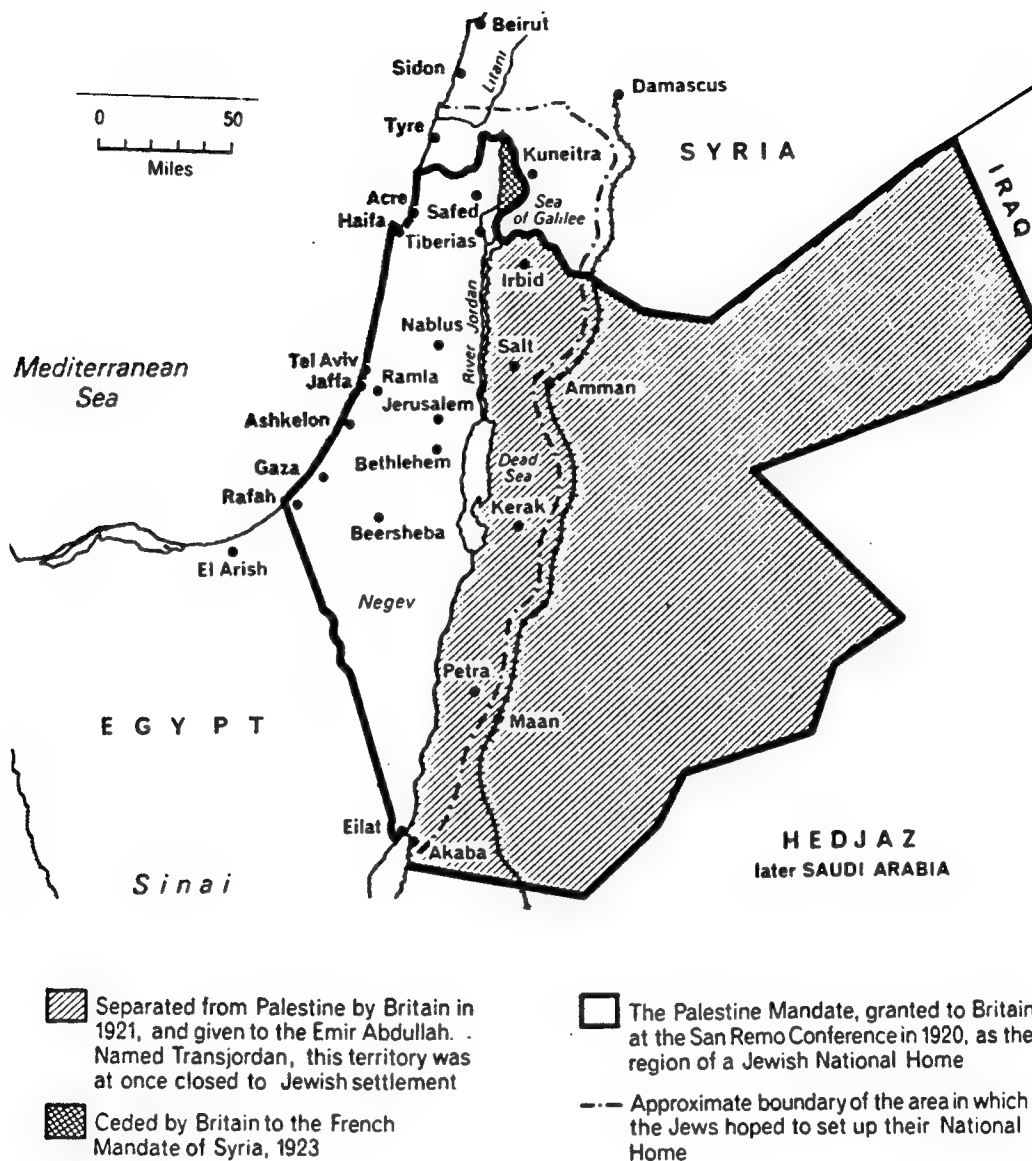 Beirut
Sidon
Litani
Damascus
0 50
Miles
Tyre
Kuneitra
SYRIA
IRAQ
Acre
Haifa
Safed
Sea
of Galilee
Tiberias
Irbid
Nablus
River Jordan
Salt
Mediterranean
Sea
Tel Aviv
Jaffa
Ramla
Amman
Jerusalem
Ashkelon
Bethlehem
Dead
Sea
Gaza
Rafah
Kerak
Beersheba
El Arish
Negev
Petra
EGYPT
Maan
Eilat
Akaba
HEDJAZ
later SAUDI ARABIA
Sinai
Separated from Palestine by Britain in
1921, and given to the Emir Abdullah.
Named Transjordan, this territory was
at once closed to Jewish settlement
Ceded by Britain to the French
Mandate of Syria, 1923
The Palestine Mandate, granted to Britain
at the San Remo Conference in 1920, as the
region of a Jewish National Home
Approximate boundary of the area in which
the Jews hoped to set up their National
Home